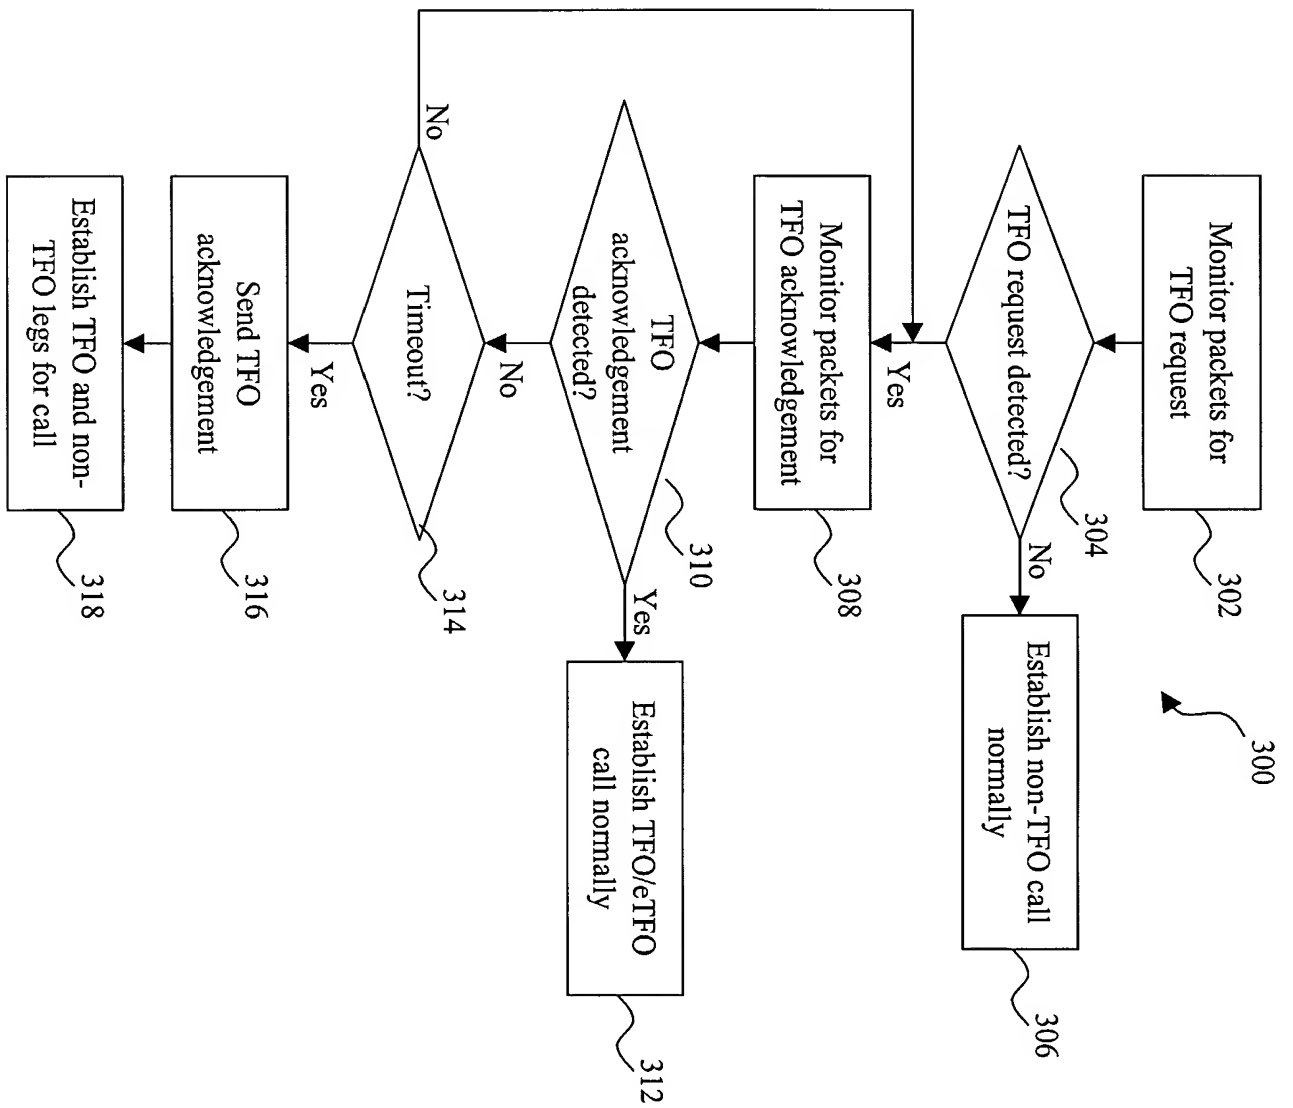 300
Monitor packets for
TFO request
302
TFO request detected?
304
No
Establish non-TFO call
normally
306
Yes
Monitor packets for
TFO acknowledgement
308
TFO
acknowledgement
detected?
310
Yes
Establish TFO/eTFO
call normally
312
No
Timeout?
314
No
Yes
Send TFO
acknowledgement
316
Establish TFO and non-
TFO legs for call
318